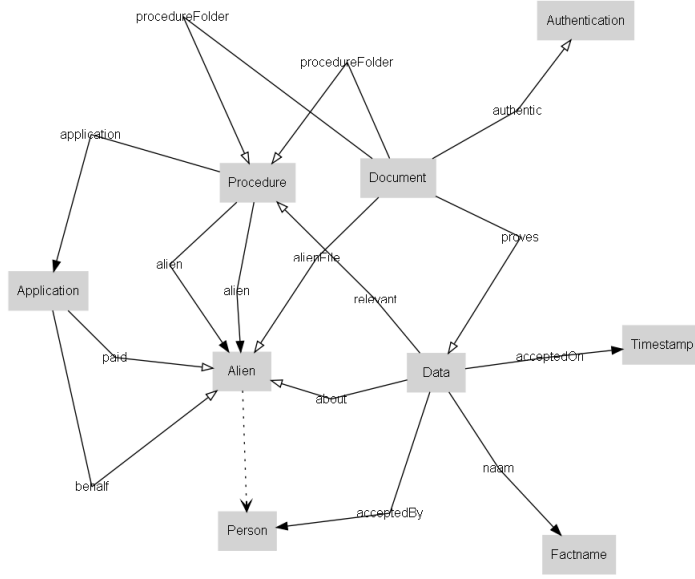 procedureFolder
Authentication
procedureFolder
authentic
application
Procedure
Document
proves
alien
alienFile
alien
relevant
Application
Timestamp
acceptedOn
paid
Alien
Data
about
naam
behalf
acceptedBy
Person
Factname